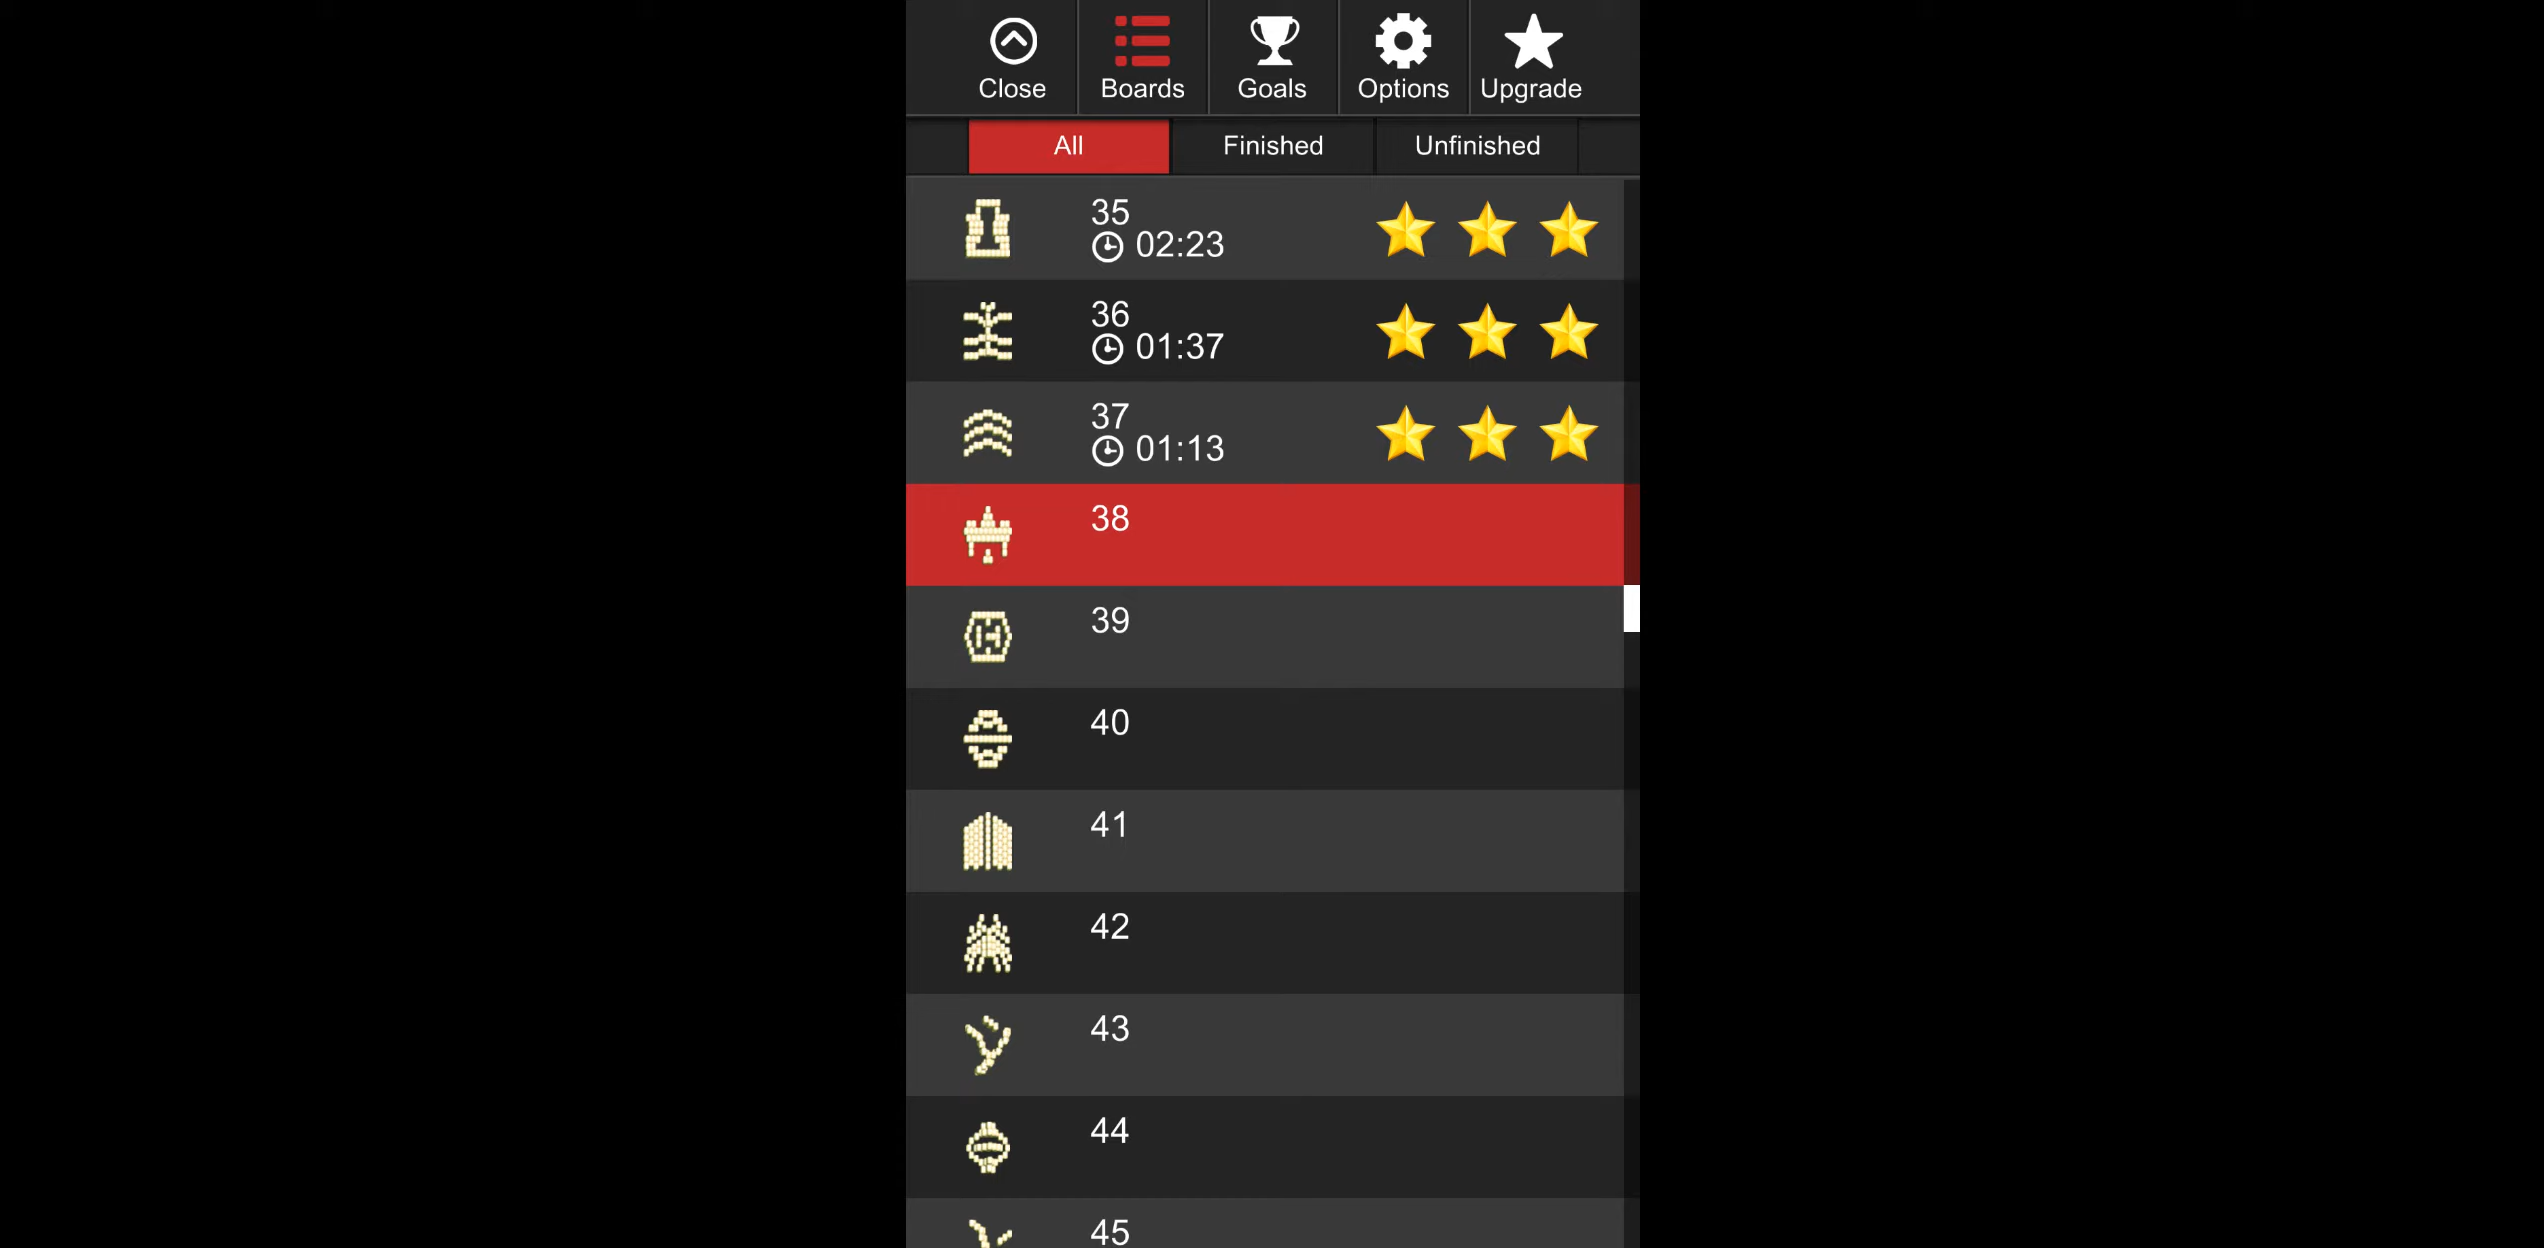 Close
Boards
Goals
Options
Upgrade
All
Finished
Unfinished
35
02:23
36
01:37
37
01:13
38
39
40
41
42
43
44
45